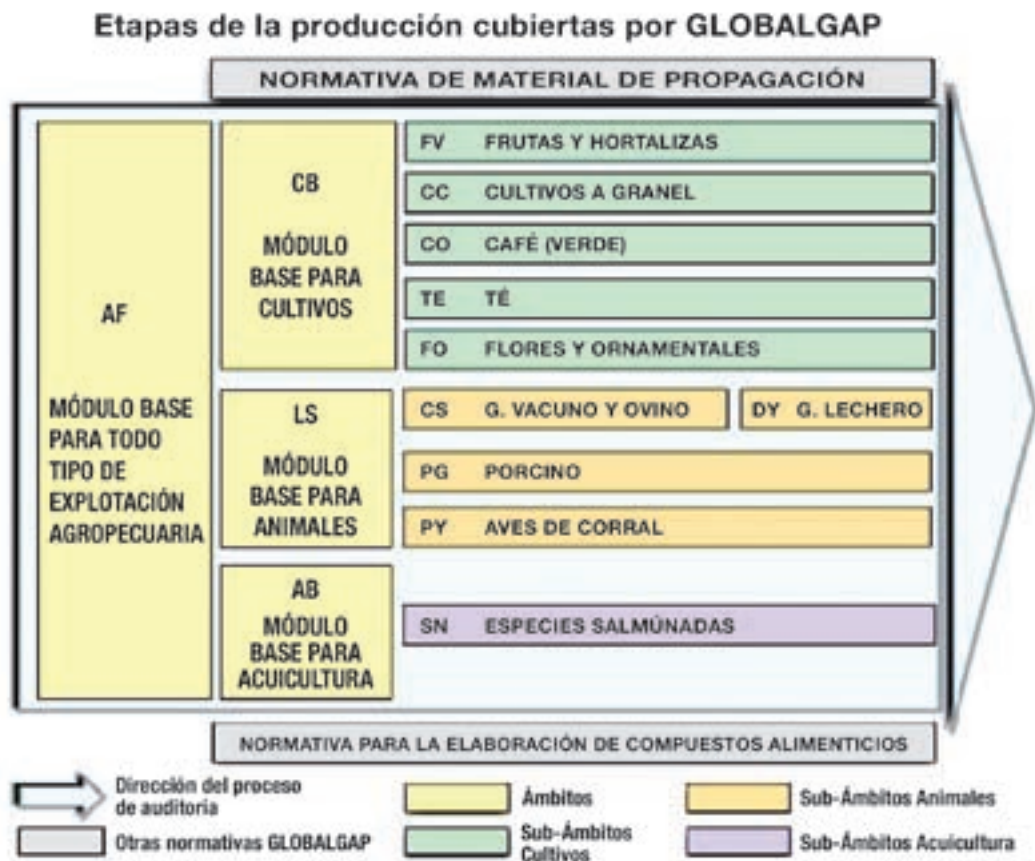 Etapas de la producción cubiertas por GLOBALGAP
NORMATIVA DE MATERIAL DE PROPAGACIÓN
AF
MÓDULO BASE
PARA TODO
TIPO DE
EXPLOTACIÓN
AGROPECUARIA
CB
MÓDULO
BASE PARA
CULTIVOS
FV FRUTAS Y HORTALIZAS
CC CULTIVOS A GRANEL
CO CAFÉ (VERDE)
TE TÉ
FO FLORES Y ORNAMENTALES
LS
MÓDULO
BASE PARA
ANIMALES
CS G. VACUNO Y OVINO
DY G. LECHERO
PG PORCINO
PY AVES DE CORRAL
AB
MÓDULO
BASE PARA
ACUICULTURA
SN ESPECIES SALMÚNADAS
NORMATIVA PARA LA ELABORACIÓN DE COMPUESTOS ALIMENTICIOS
Dirección del proceso
de auditoria
Ámbitos
Sub-Ámbitos Animales
Otras normativas GLOBALGAP
Sub-Ámbitos
Cultivos
Sub-Ámbitos Acuicultura